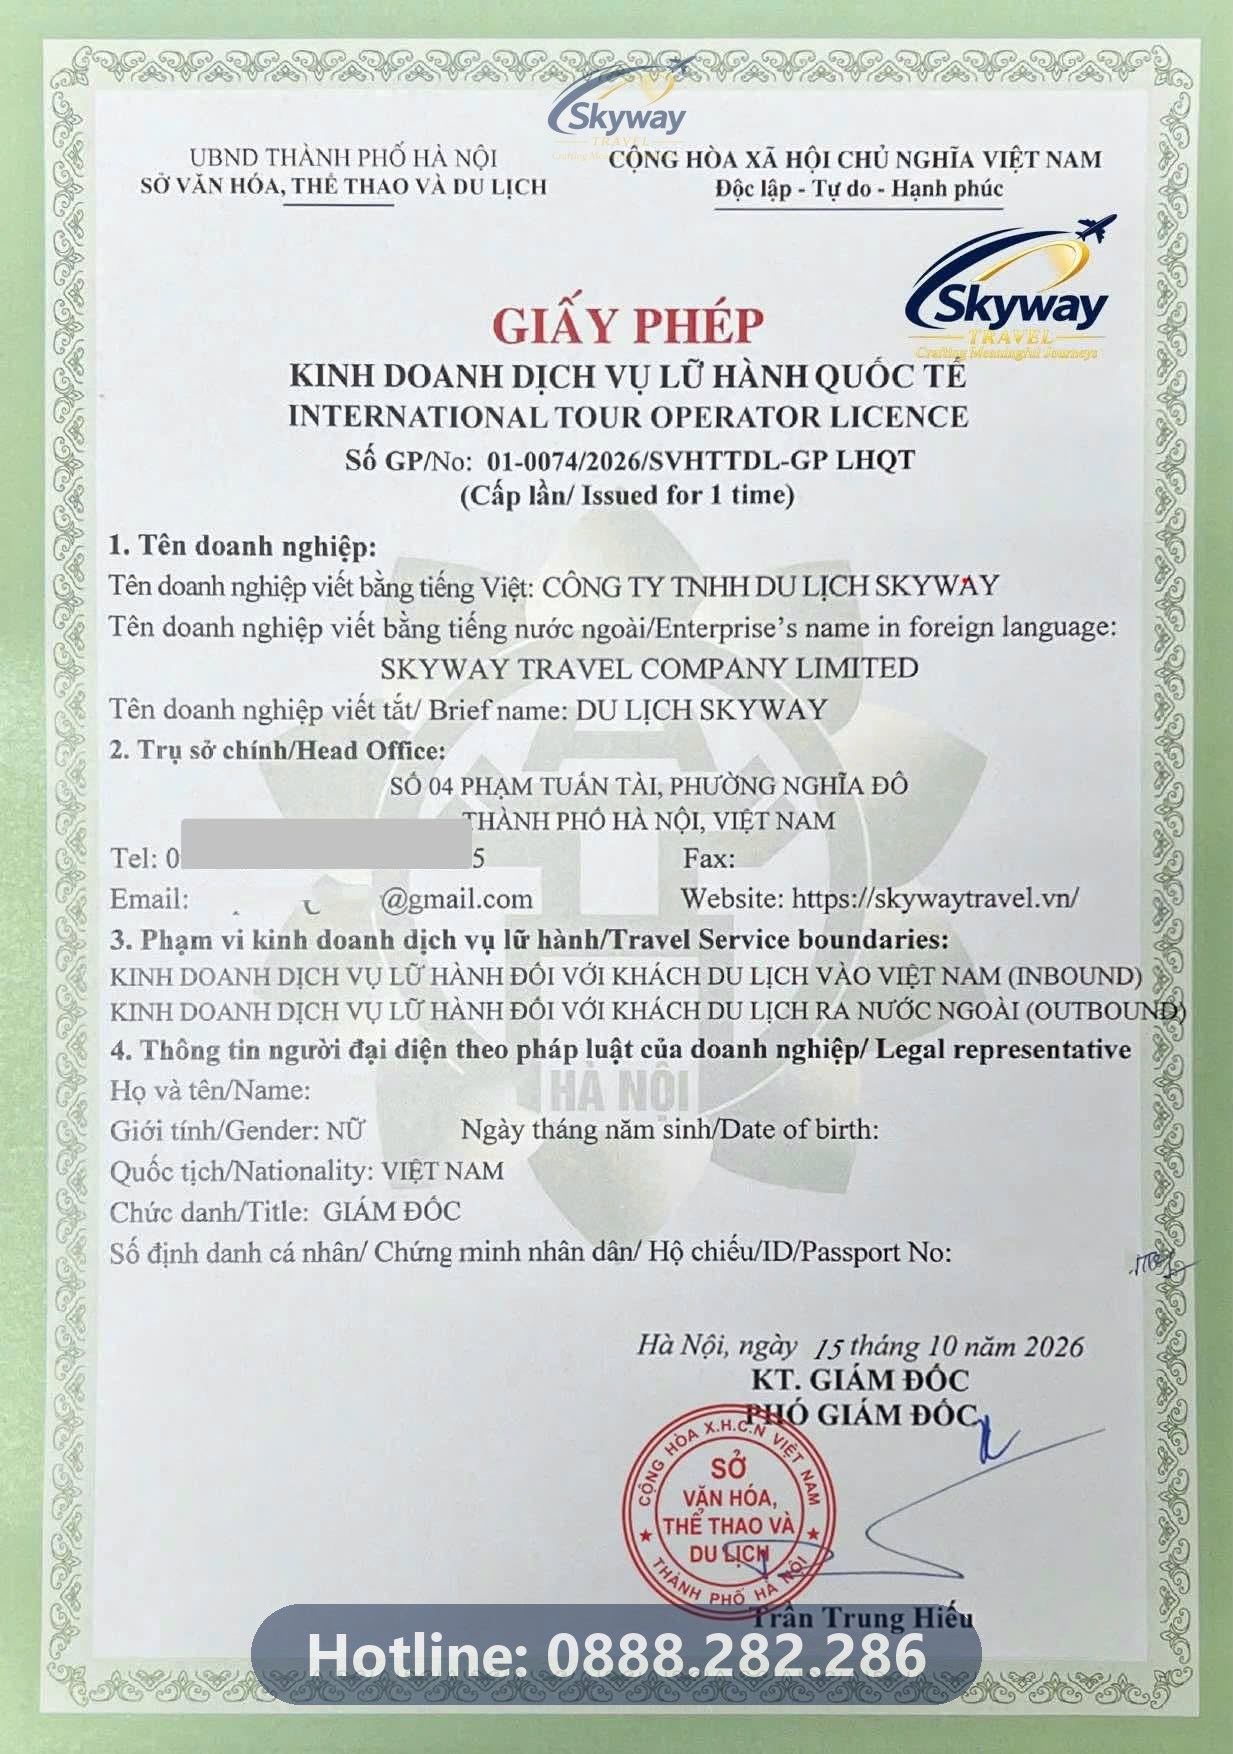 Skyway
TRAVEL
UBND THÀNH PHỐ HÀ NỘI
SỞ VĂN HÓA, THỂ THAO VÀ DU LỊCH
CỘNG HÒA XÃ HỘI CHỦ NGHĨA VIỆT NAM
Độc lập - Tự do - Hạnh phúc
Skyway
TRAVEL
Crafting Meaningful Journeys
GIẤY PHÉP
KINH DOANH DỊCH VỤ LỮ HÀNH QUỐC TẾ
INTERNATIONAL TOUR OPERATOR LICENCE
Số GP/No: 01-0074/2026/SVHTTDL-GP LHQT
(Cấp lần/ Issued for 1 time)
1. Tên doanh nghiệp:
Tên doanh nghiệp viết bằng tiếng Việt: CÔNG TY TNHH DU LỊCH SKYWAY
Tên doanh nghiệp viết bằng tiếng nước ngoài/Enterprise's name in foreign language:
SKYWAY TRAVEL COMPANY LIMITED
Tên doanh nghiệp viết tắt/ Brief name: DU LỊCH SKYWAY
2. Trụ sở chính/Head Office:
SỐ 04 PHẠM TUẤN TÀI, PHƯỜNG NGHĨA ĐÔ
THÀNH PHỐ HÀ NỘI, VIỆT NAM
Tel: 0 5 Fax:
Email: @gmail.com Website: https://skywaytravel.vn/
3. Phạm vi kinh doanh dịch vụ lữ hành/Travel Service boundaries:
KINH DOANH DỊCH VỤ LỮ HÀNH ĐỐI VỚI KHÁCH DU LỊCH VÀO VIỆT NAM (INBOUND)
KINH DOANH DỊCH VỤ LỮ HÀNH ĐỐI VỚI KHÁCH DU LỊCH RA NƯỚC NGOÀI (OUTBOUND)
4. Thông tin người đại diện theo pháp luật của doanh nghiệp/ Legal representative
HÀ NỘI
Họ và tên/Name:
Giới tính/Gender: NỮ Ngày tháng năm sinh/Date of birth:
Quốc tịch/Nationality: VIỆT NAM
Chức danh/Title: GIÁM ĐỐC
Số định danh cá nhân/ Chứng minh nhân dân/ Hộ chiếu/ID/Passport No:
Hà Nội, ngày 15 tháng 10 năm 2026
KT. GIÁM ĐỐC
PHÓ GIÁM ĐỐC
CỘNG HÒA X.H.C.N VIỆT NAM
SỞ
VĂN HÓA,
THỂ THAO VÀ
DU LỊCH
THÀNH PHỐ HÀ NỘI
Trần Trung Hiếu
Hotline: 0888.282.286